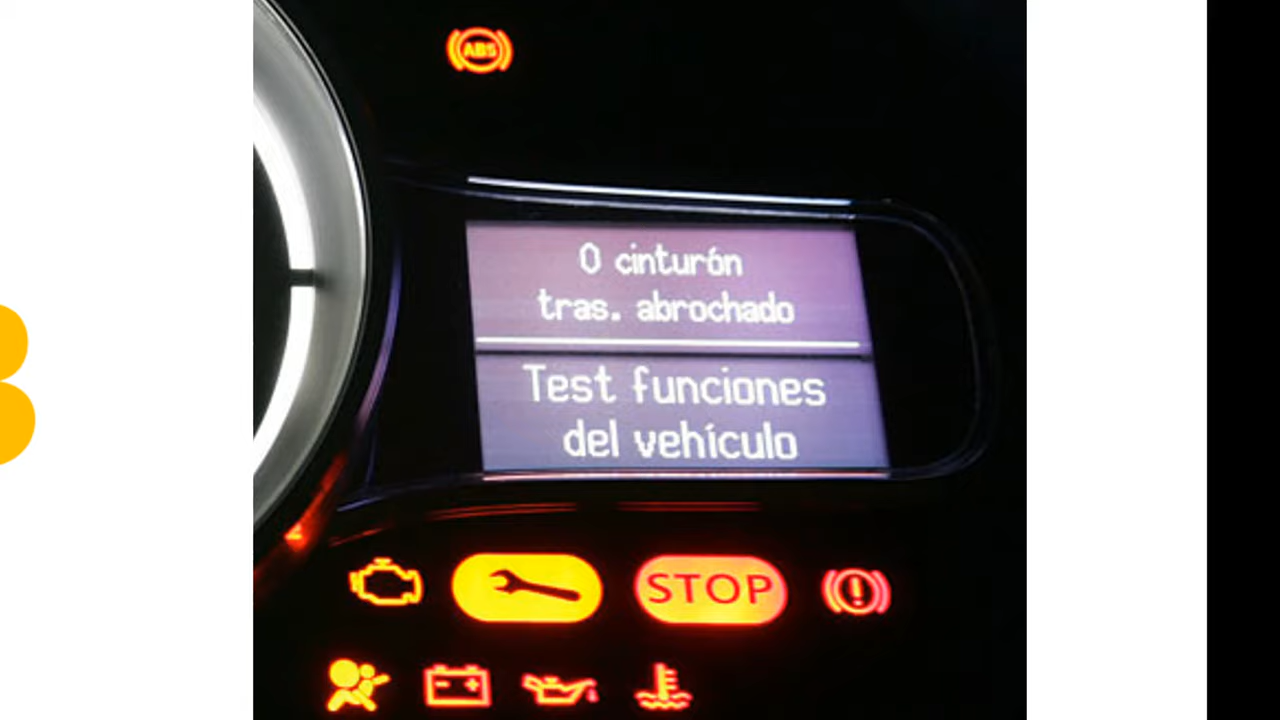 ABS
0 cinturón
tras. abrochado
Test funciones
del vehículo
STOP